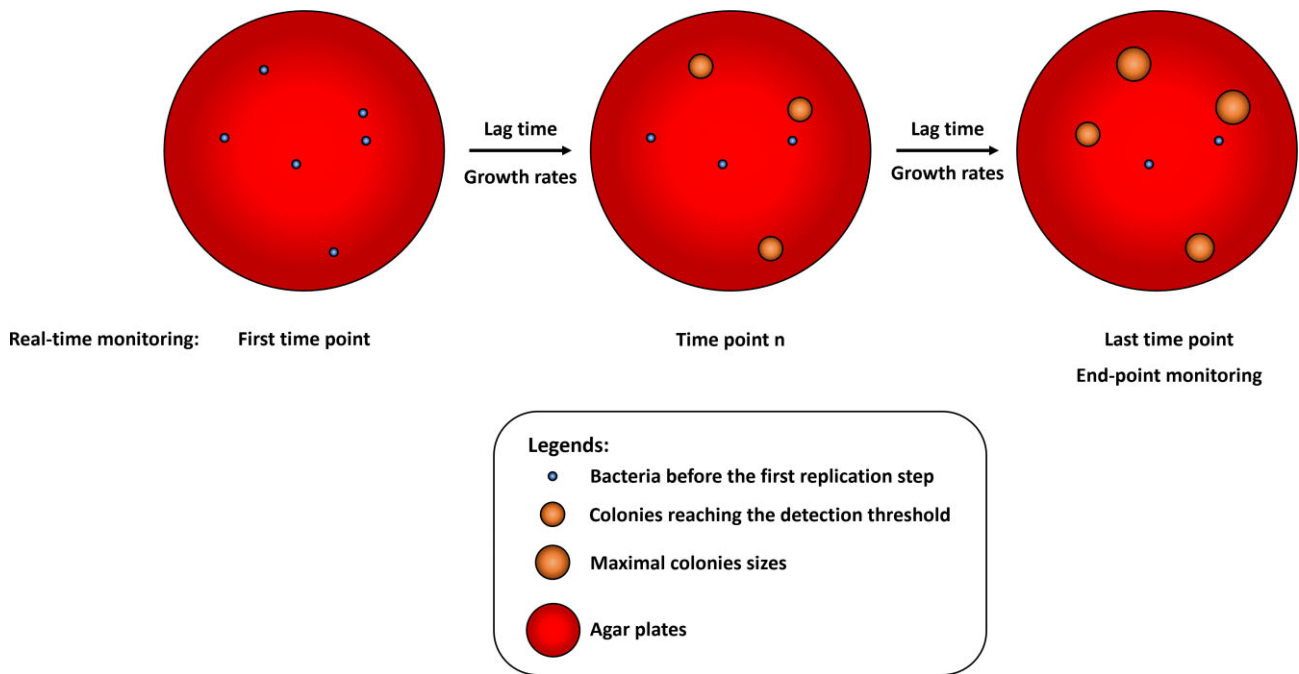 Lag time
Growth rates
Lag time
Growth rates
Real-time monitoring: First time point Time point n Last time point
End-point monitoring
Legends:
Bacteria before the first replication step
Colonies reaching the detection threshold
Maximal colonies sizes
Agar plates